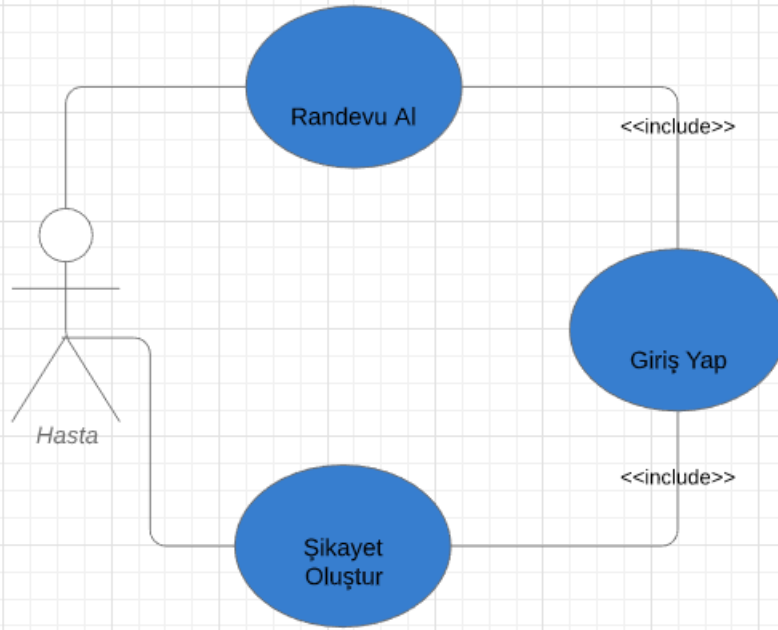 Randevu Al
<<include>>
Giriş Yap
Hasta
<<include>>
Şikayet
Oluştur